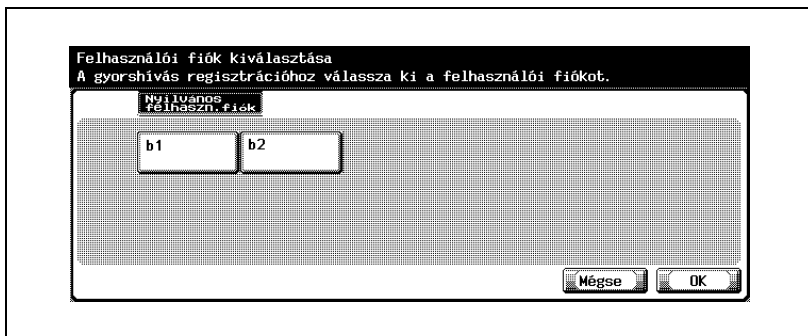 Felhasználói fiók kiválasztása
A gyorshívás regisztrációhoz válassza ki a felhasználói fiókot.
Nyilvános
felhaszn.fiók
b1 b2
Mégse OK